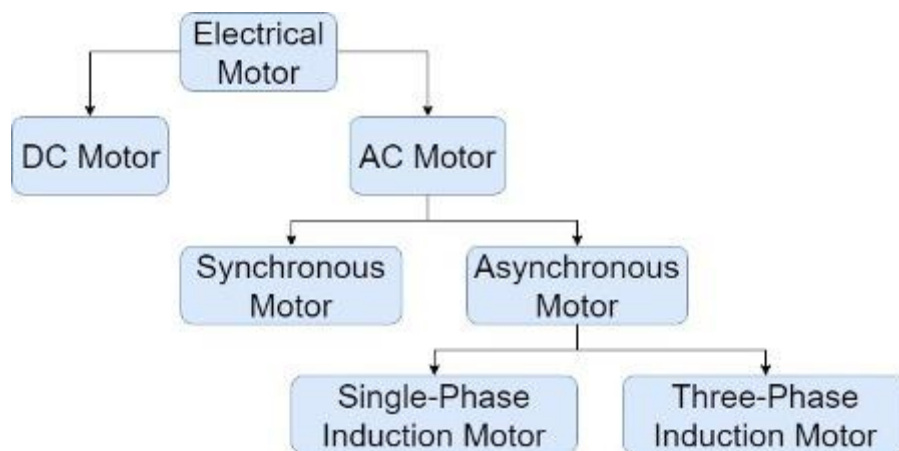 Electrical
Motor
DC Motor
AC Motor
Synchronous
Motor
Asynchronous
Motor
Single-Phase
Induction Motor
Three-Phase
Induction Motor